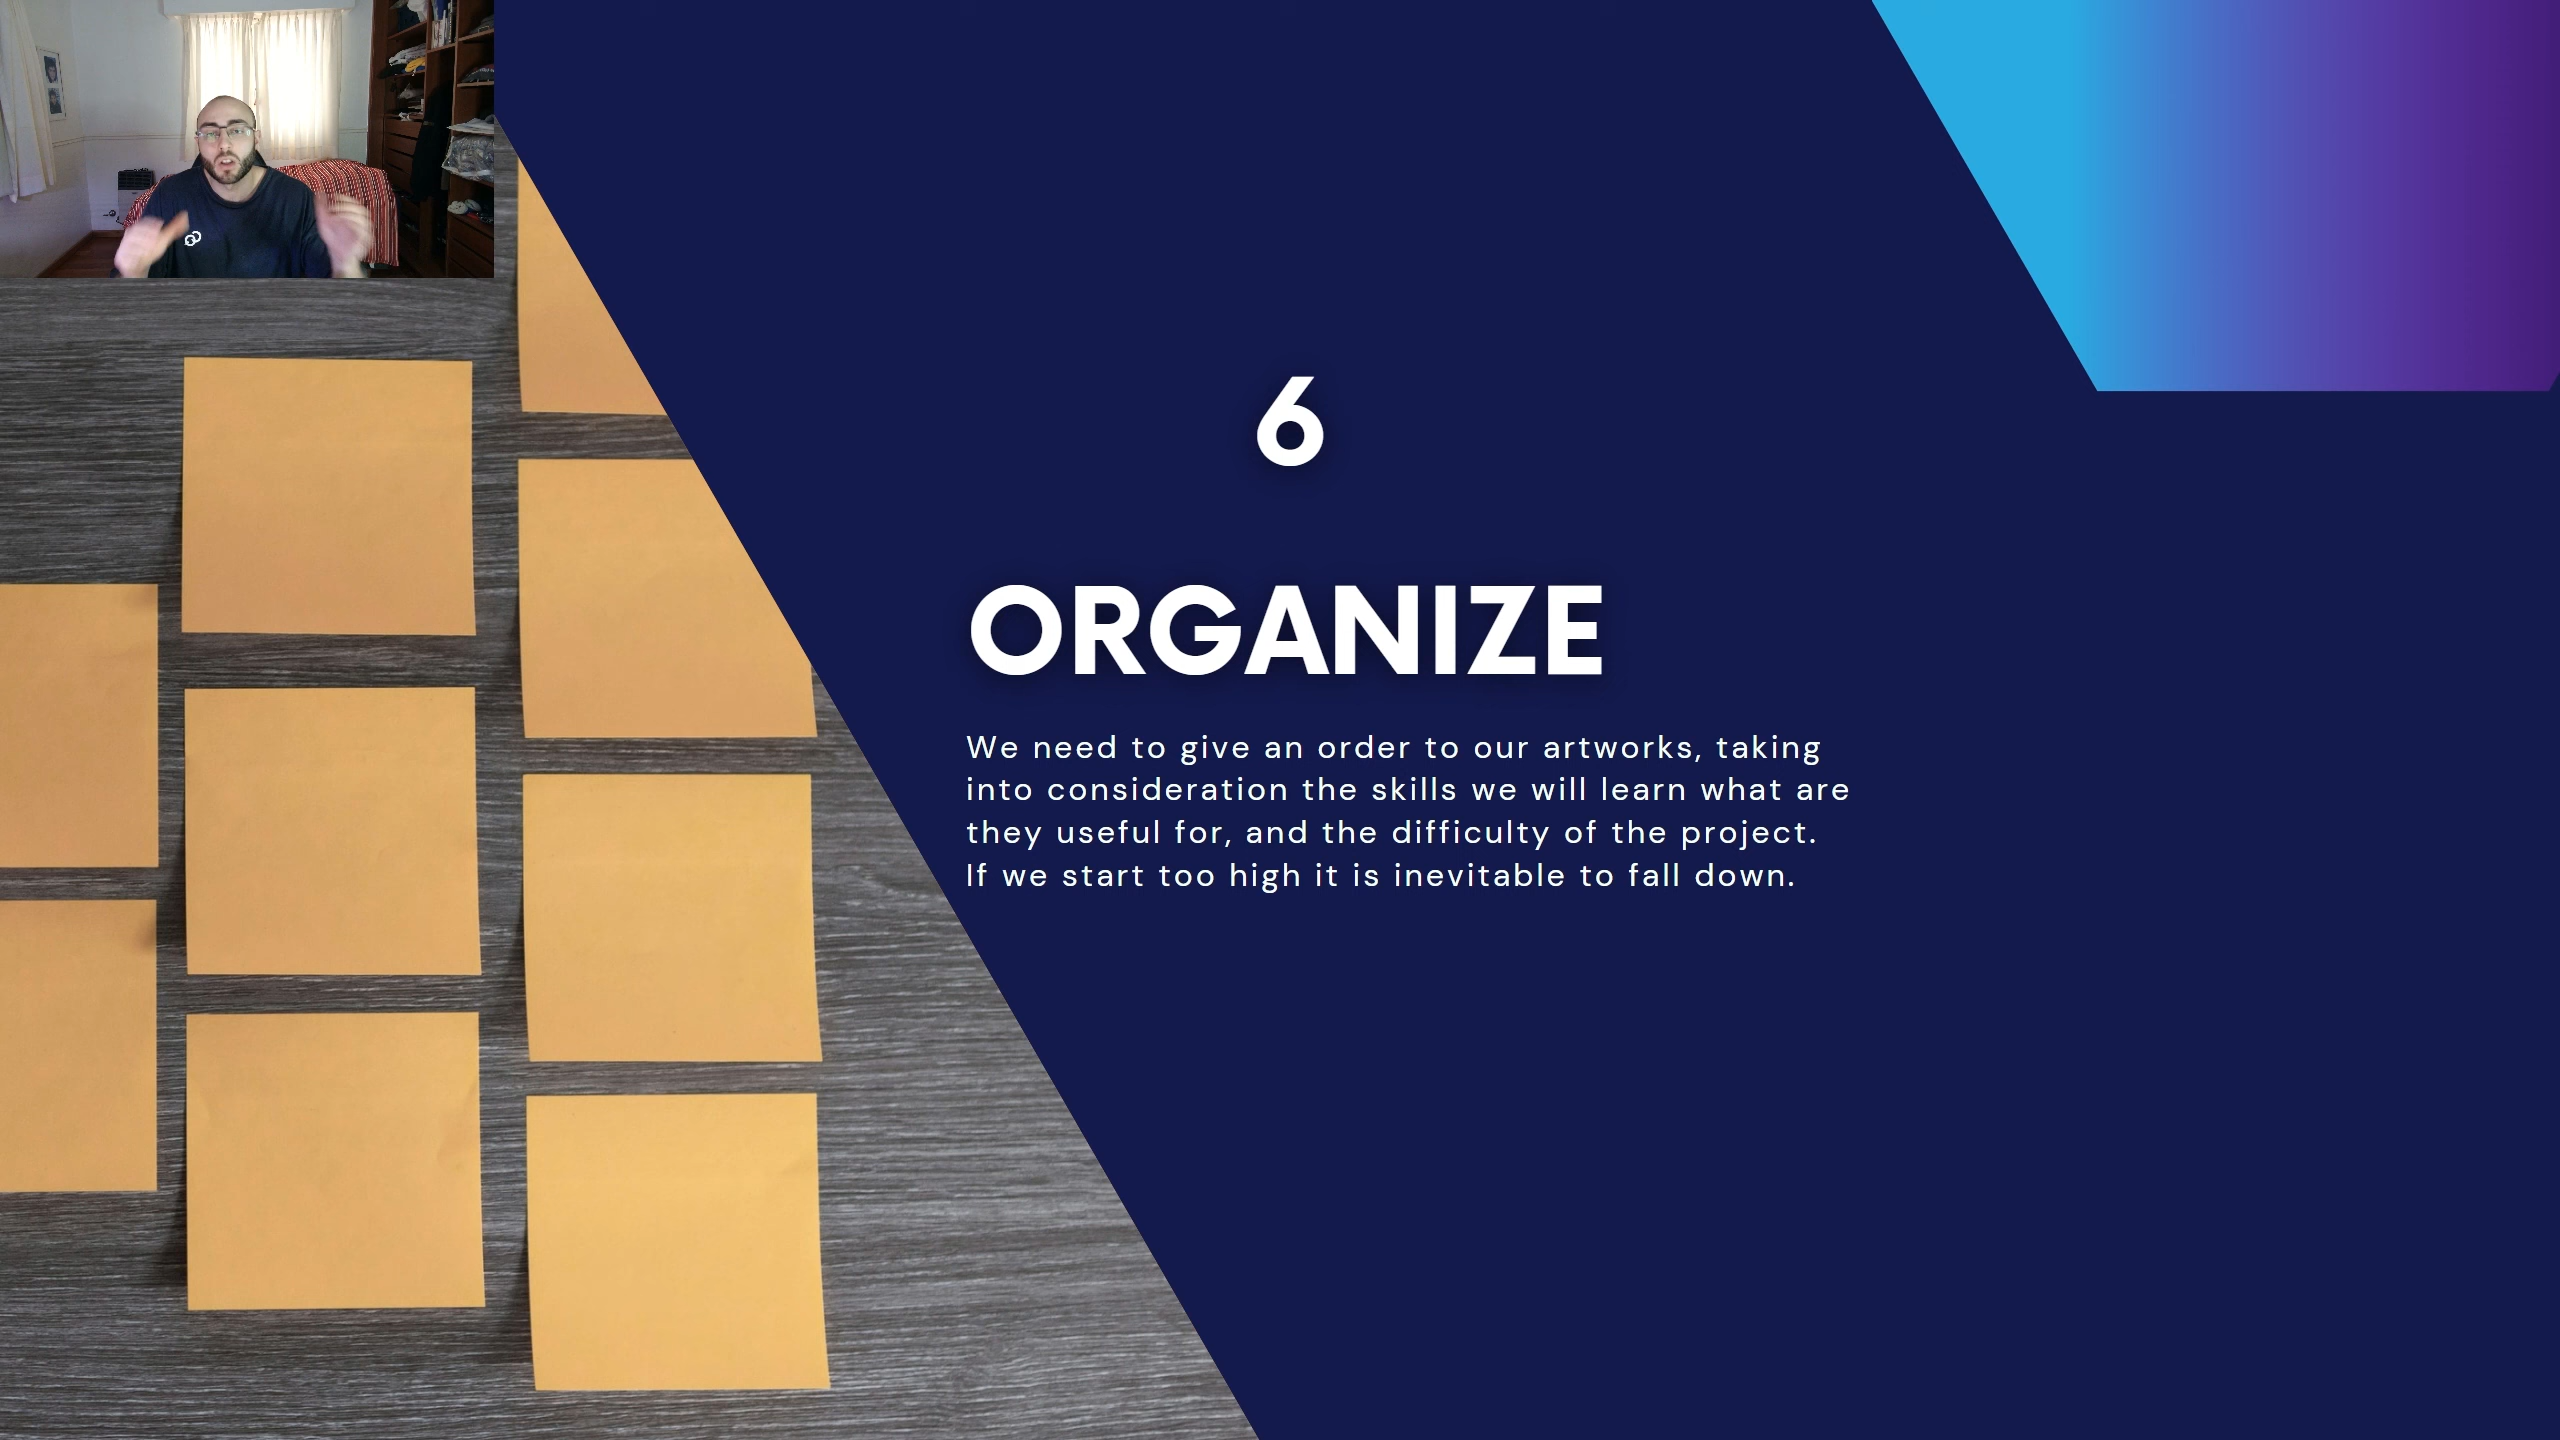 6
ORGANIZE
We need to give an order to our artworks, taking
into consideration the skills we will learn what are
they useful for, and the difficulty of the project.
If we start too high it is inevitable to fall down.